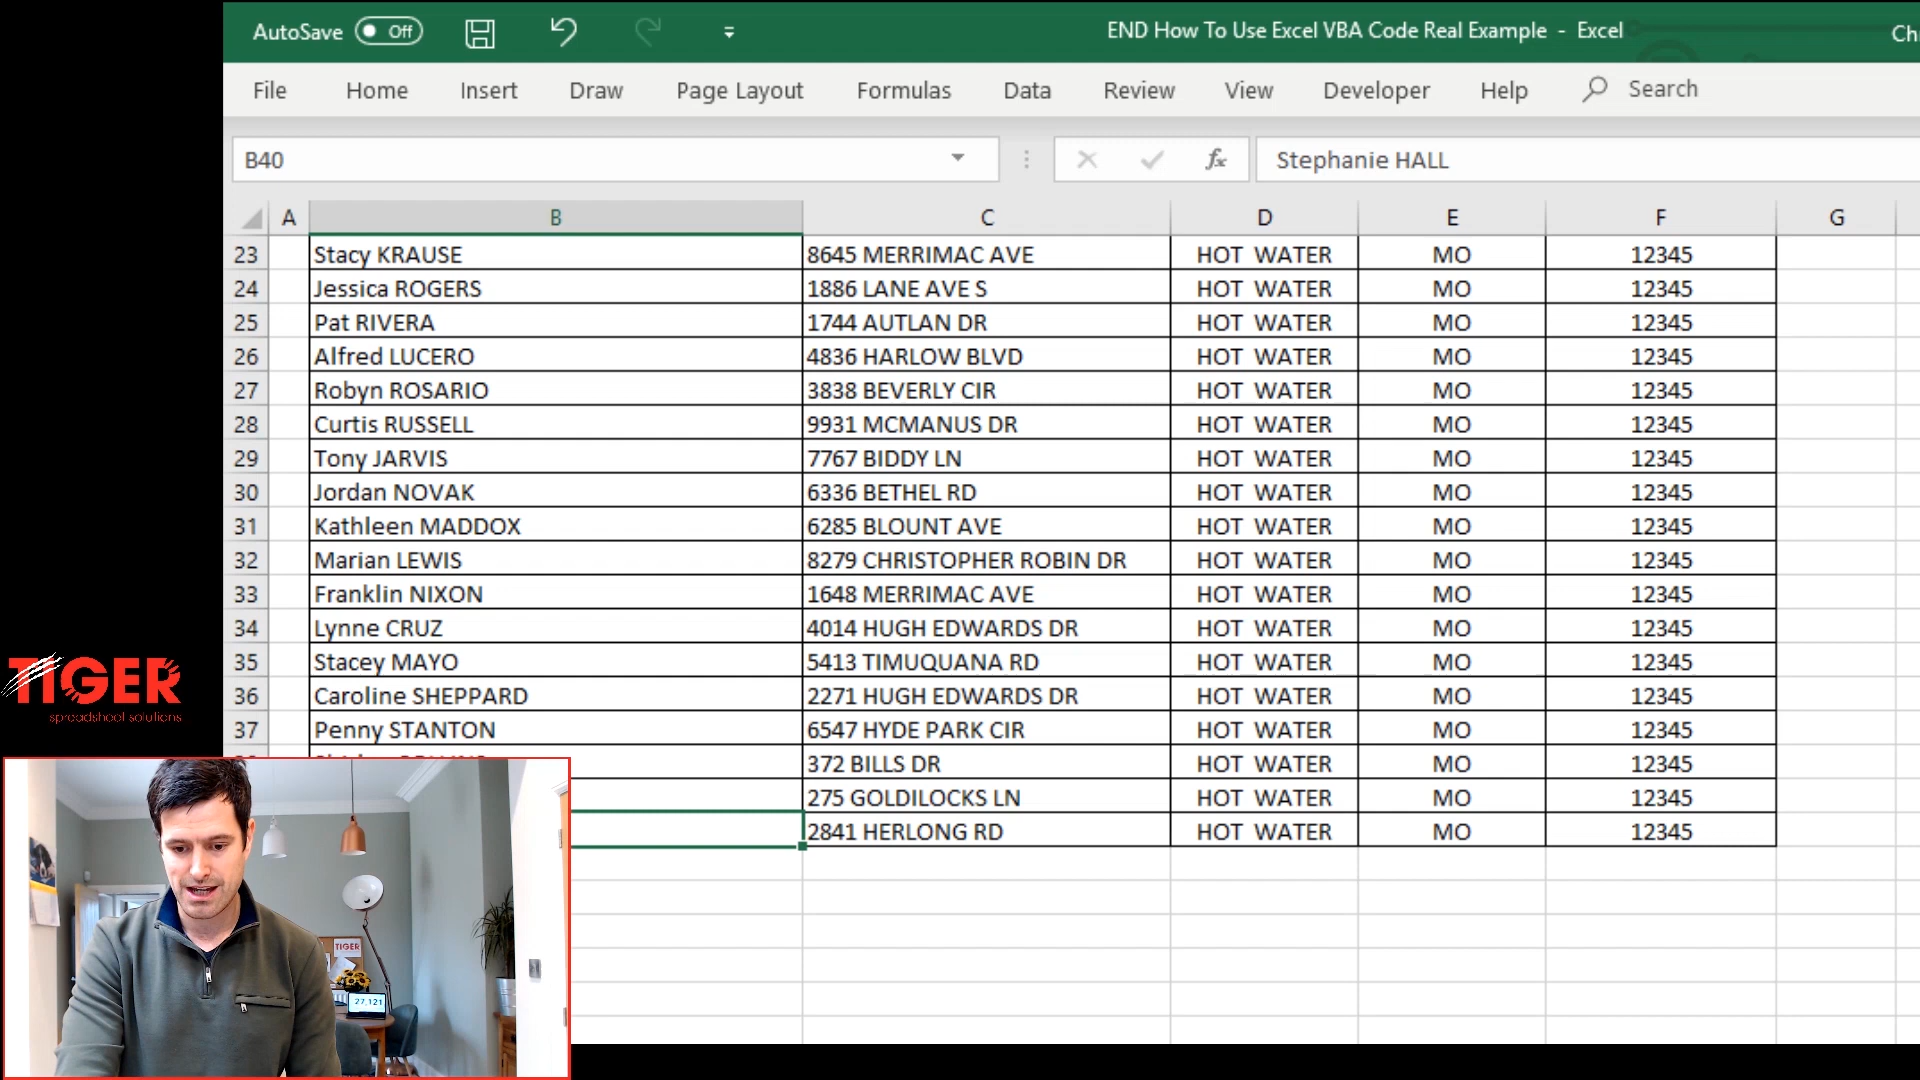 AutoSave Off END How To Use Excel VBA Code Real Example - Excel
File Home Insert Draw Page Layout Formulas Data Review View Developer Help Search
B40 fx Stephanie HALL
A B C D E F G
23 Stacy KRAUSE 8645 MERRIMAC AVE HOT WATER MO 12345
24 Jessica ROGERS 1886 LANE AVE S HOT WATER MO 12345
25 Pat RIVERA 1744 AUTLAN DR HOT WATER MO 12345
26 Alfred LUCERO 4836 HARLOW BLVD HOT WATER MO 12345
27 Robyn ROSARIO 3838 BEVERLY CIR HOT WATER MO 12345
28 Curtis RUSSELL 9931 MCMANUS DR HOT WATER MO 12345
29 Tony JARVIS 7767 BIDDY LN HOT WATER MO 12345
30 Jordan NOVAK 6336 BETHEL RD HOT WATER MO 12345
31 Kathleen MADDOX 6285 BLOUNT AVE HOT WATER MO 12345
32 Marian LEWIS 8279 CHRISTOPHER ROBIN DR HOT WATER MO 12345
33 Franklin NIXON 1648 MERRIMAC AVE HOT WATER MO 12345
34 Lynne CRUZ 4014 HUGH EDWARDS DR HOT WATER MO 12345
35 Stacey MAYO 5413 TIMUQUANA RD HOT WATER MO 12345
36 Caroline SHEPPARD 2271 HUGH EDWARDS DR HOT WATER MO 12345
37 Penny STANTON 6547 HYDE PARK CIR HOT WATER MO 12345
372 BILLS DR HOT WATER MO 12345
275 GOLDILOCKS LN HOT WATER MO 12345
2841 HERLONG RD HOT WATER MO 12345
TIGER
spreadsheet solutions
TIGER
27,121